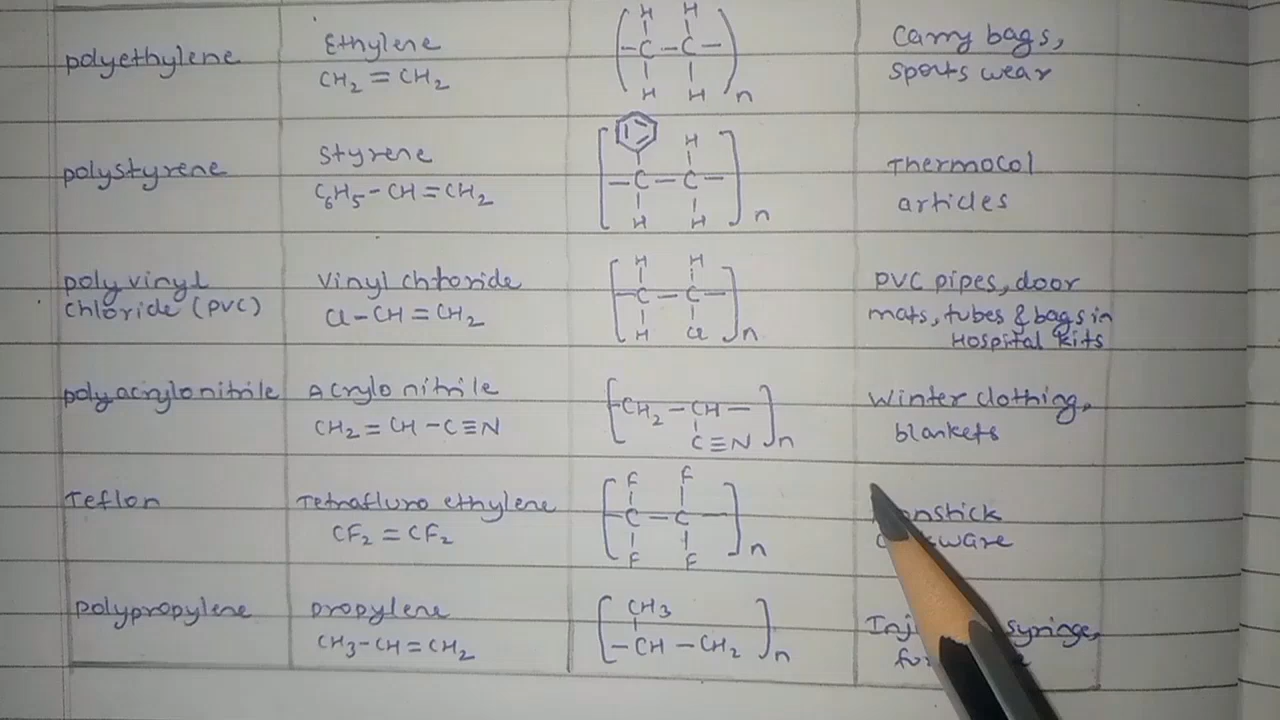 polyethylene
Ethylene
CH2 = CH2
H H
-C-C-
H H
n
Carry bags,
sports wear
polystyrene
Styrene
C6H5-CH=CH2
H
-C-C-
H H
n
Thermocol
articles
poly vinyl
chloride (PVC)
Vinyl chloride
Cl-CH=CH2
H H
-C-C-
H Cl
n
PVC pipes, door
mats, tubes & bags in
Hospital kits
polyacrylonitrile
Acrylo nitrile
CH2=CH-C≡N
CH2-CH-
C≡N
n
Winter clothing,
blankets
Teflon
Tetrafluro ethylene
CF2=CF2
F F
-C-C-
F F
n
polypropylene
propylene
CH3-CH=CH2
CH3
-CH-CH2
n
syringe,